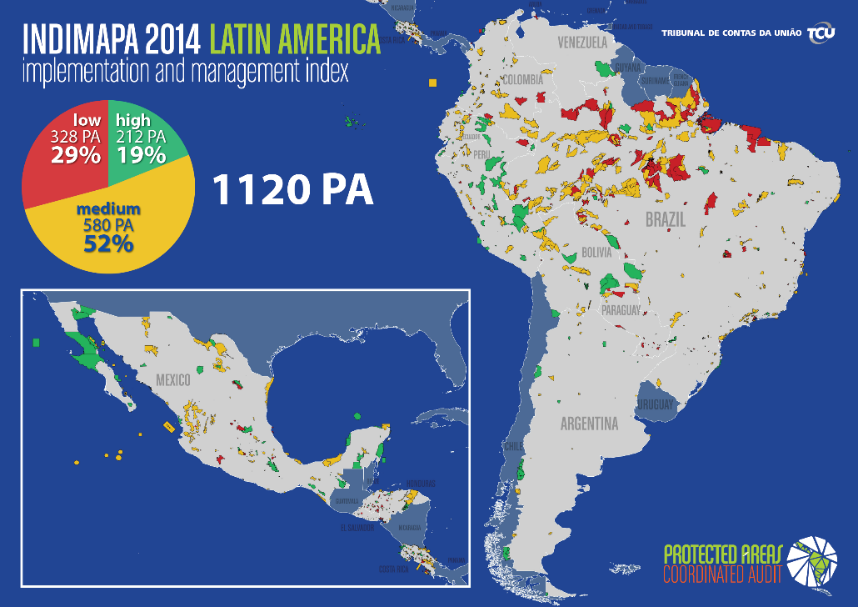 INDIMAPA 2014 LATIN AMERICA
implementation and management index
TRIBUNAL DE CONTAS DA UNIÃO TCU
low
328 PA
29%
high
212 PA
19%
medium
580 PA
52%
1120 PA
VENEZUELA
COLOMBIA
GUYANA
PERU
BRAZIL
BOLIVIA
PARAGUAY
ARGENTINA
URUGUAY
CHILE
MEXICO
HONDURAS
EL SALVADOR
NICARAGUA
COSTA RICA
PROTECTED AREAS
COORDINATED AUDIT